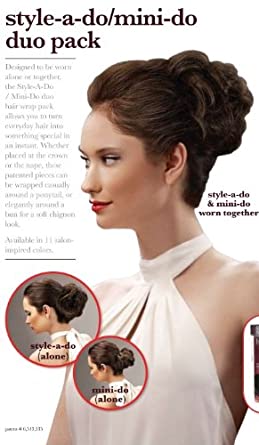 style-a-do/mini-do
duo pack
Designed to be worn
alone or together,
the Style-A-Do
/ Mini-Do duo
hair wrap pack
allows you to turn
everyday hair into
something special in
an instant. Whether
placed at the crown
or the nape, these
patented pieces can
be wrapped casually
around a ponytail, or
elegantly around a
bun for a soft chignon
look.
Available in 11 salon-
inspired colors.
style-a-do
& mini-do
worn together
style-a-do
(alone)
mini-do
(alone)